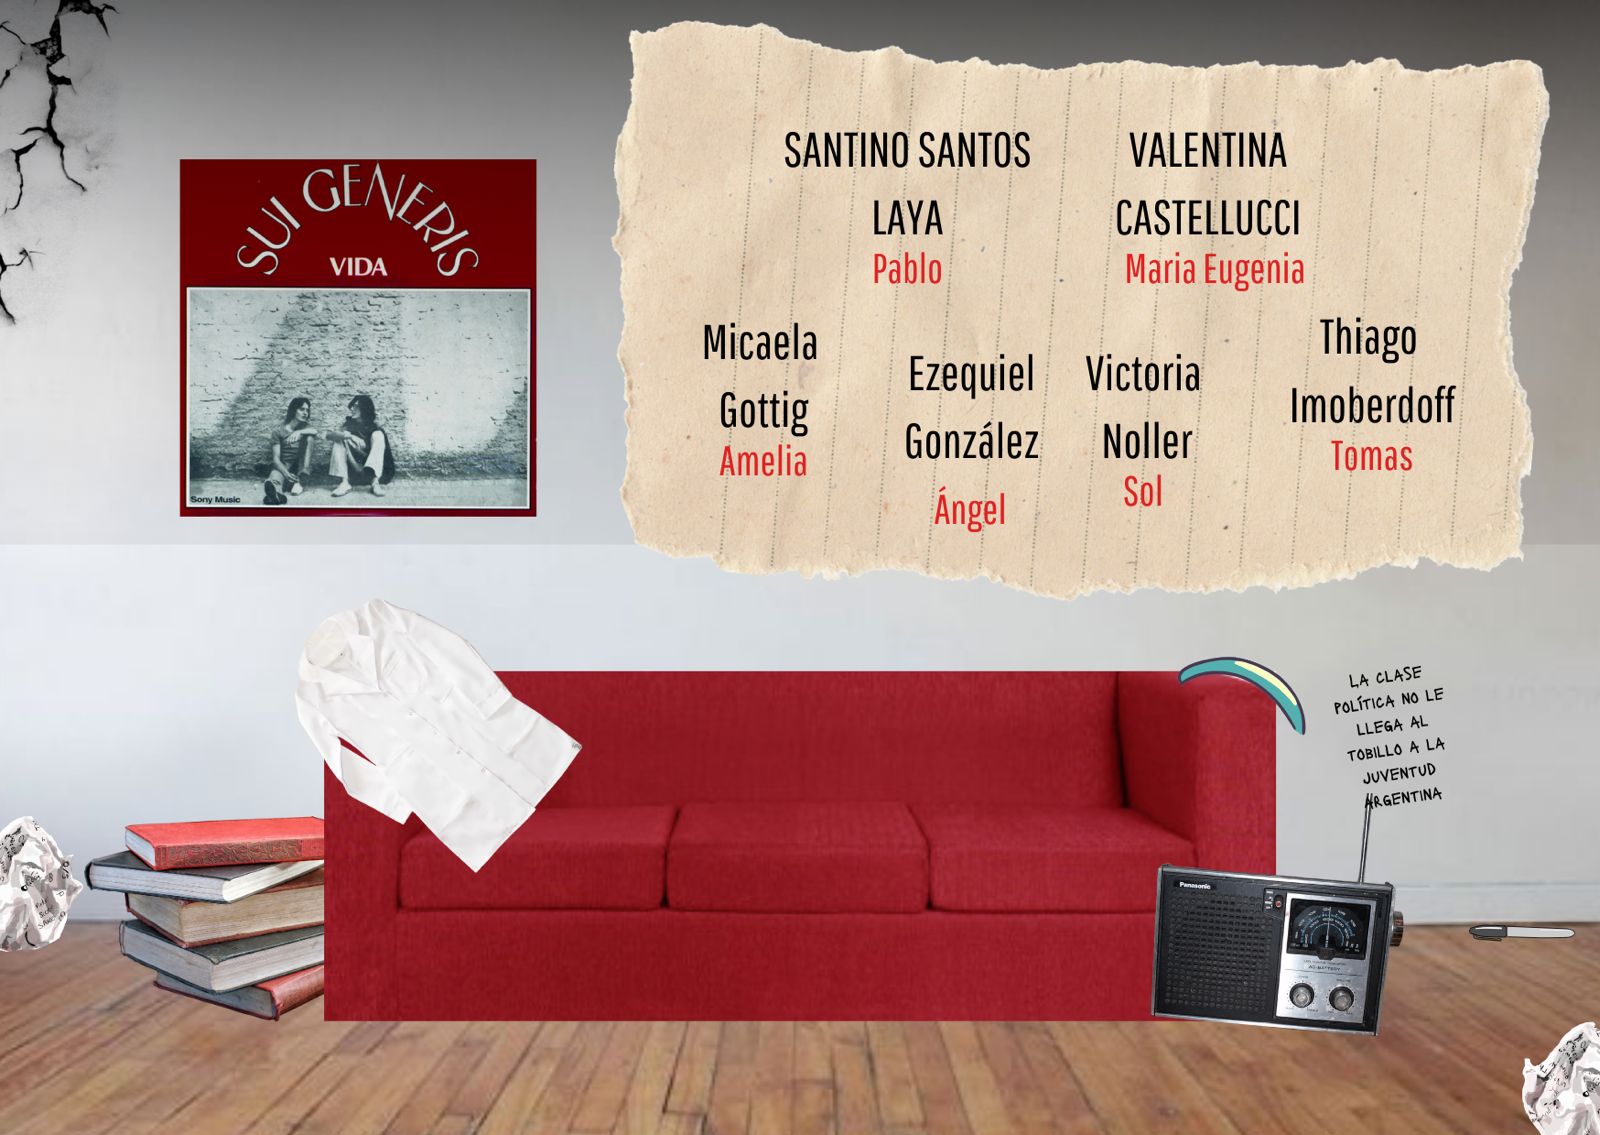 SUI GENERIS
VIDA
Sony Music
SANTINO SANTOS
LAYA
Pablo
VALENTINA
CASTELLUCCI
Maria Eugenia
Micaela
Gottig
Amelia
Ezequiel
González
Ángel
Victoria
Noller
Sol
Thiago
Imoberdoff
Tomas
LA CLASE
POLÍTICA NO LE
LLEGA AL
TOBILLO A LA
JUVENTUD
ARGENTINA
Panasonic